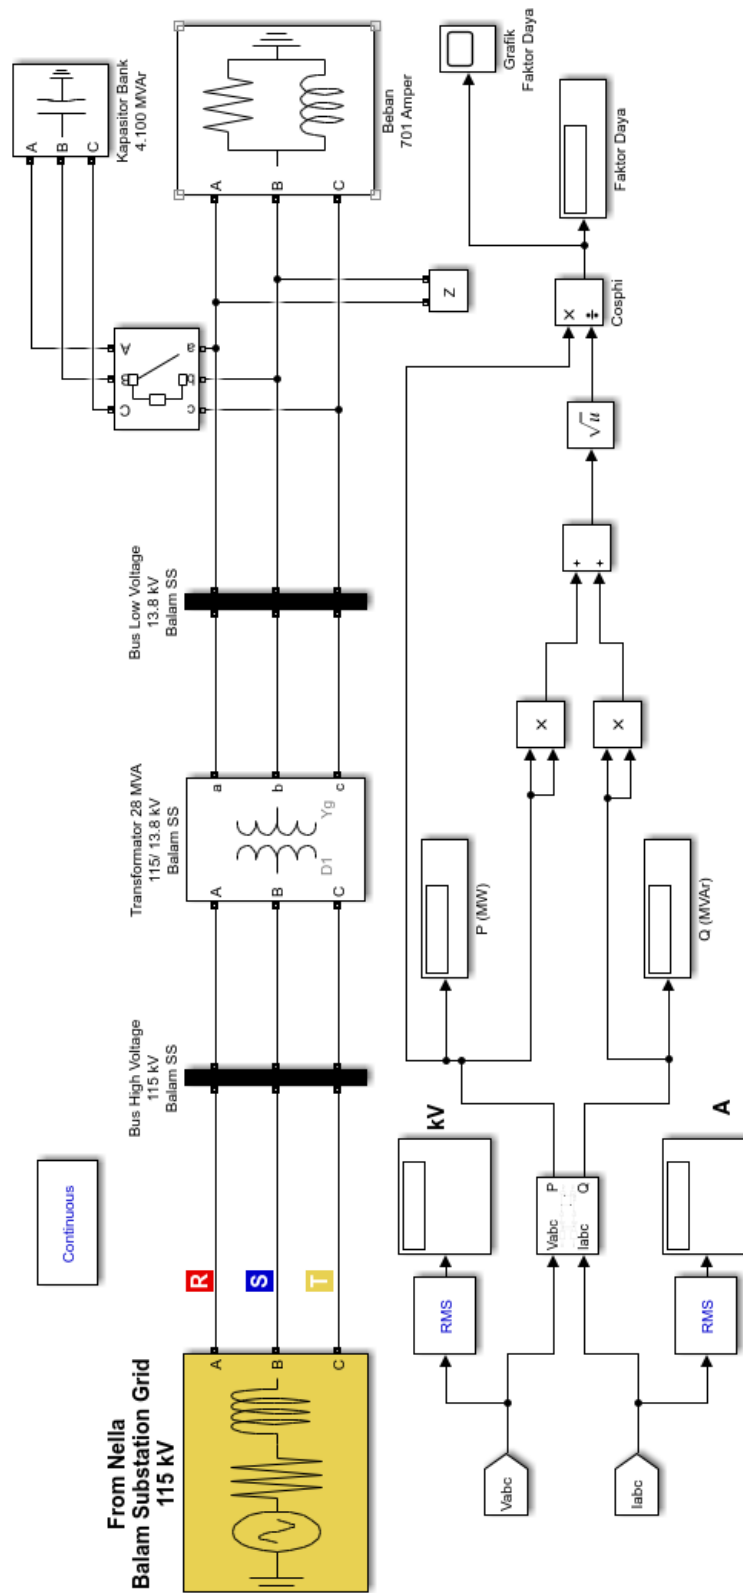 Continuous
From Nella
Balam Substation Grid
115 kV
A
B
C
R
S
T
Bus High Voltage
115 kV
Balam SS
Transformator 28 MVA
115/ 13.8 kV
Balam SS
A
B
C
D1
Yg
a
b
c
Bus Low Voltage
13.8 kV
Balam SS
A
B
C
a
b
c
A
B
C
Kapasitor Bank
4.100 MVAr
A
B
C
Beban
701 Amper
Z
Vabc
Iabc
RMS
RMS
kV
A
Vabc
Iabc
P
Q
P (MW)
Q (MVAr)
×
×
+
+
√u
×
÷
Cosphi
Faktor Daya
Grafik
Faktor Daya